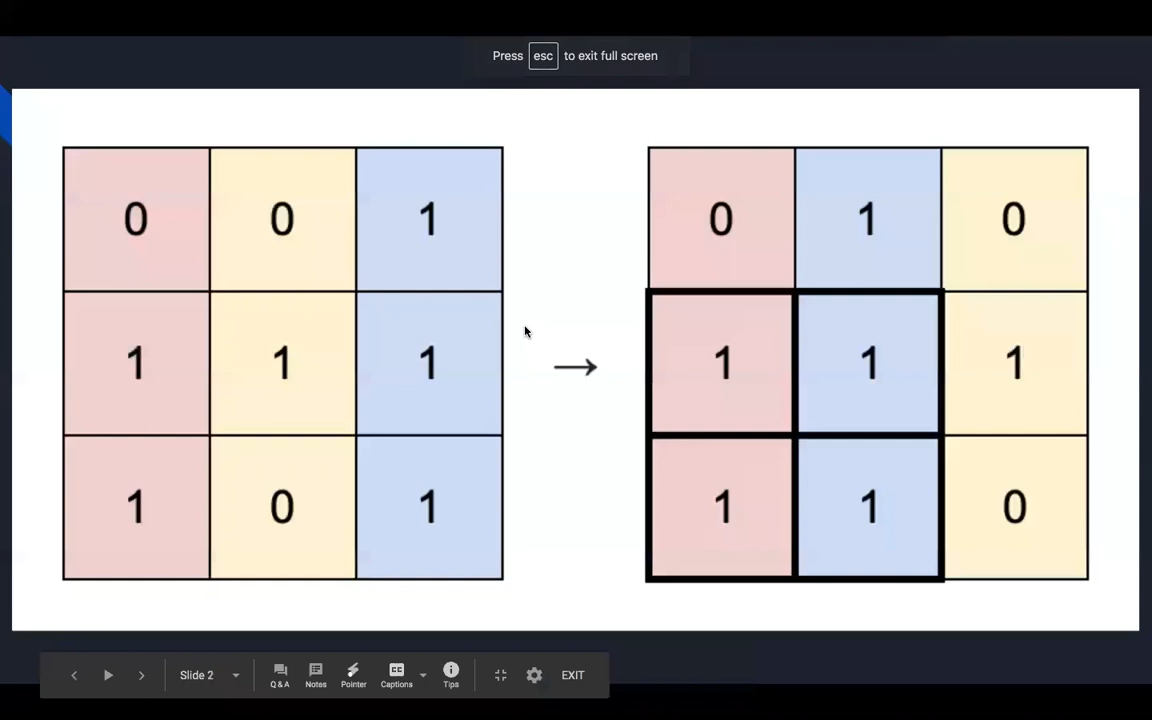 Press esc to exit full screen
0 0 1
0 1 0
1 1 1
→
1 1 1
1 0 1
1 1 0
Slide 2
Q & A
Notes
Pointer
CC
Captions
Tips
EXIT